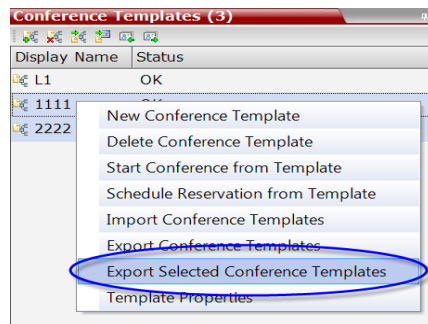 Conference Templates (3)
Display Name Status
L1 OK
1111
2222
New Conference Template
Delete Conference Template
Start Conference from Template
Schedule Reservation from Template
Import Conference Templates
Export Conference Templates
Export Selected Conference Templates
Template Properties